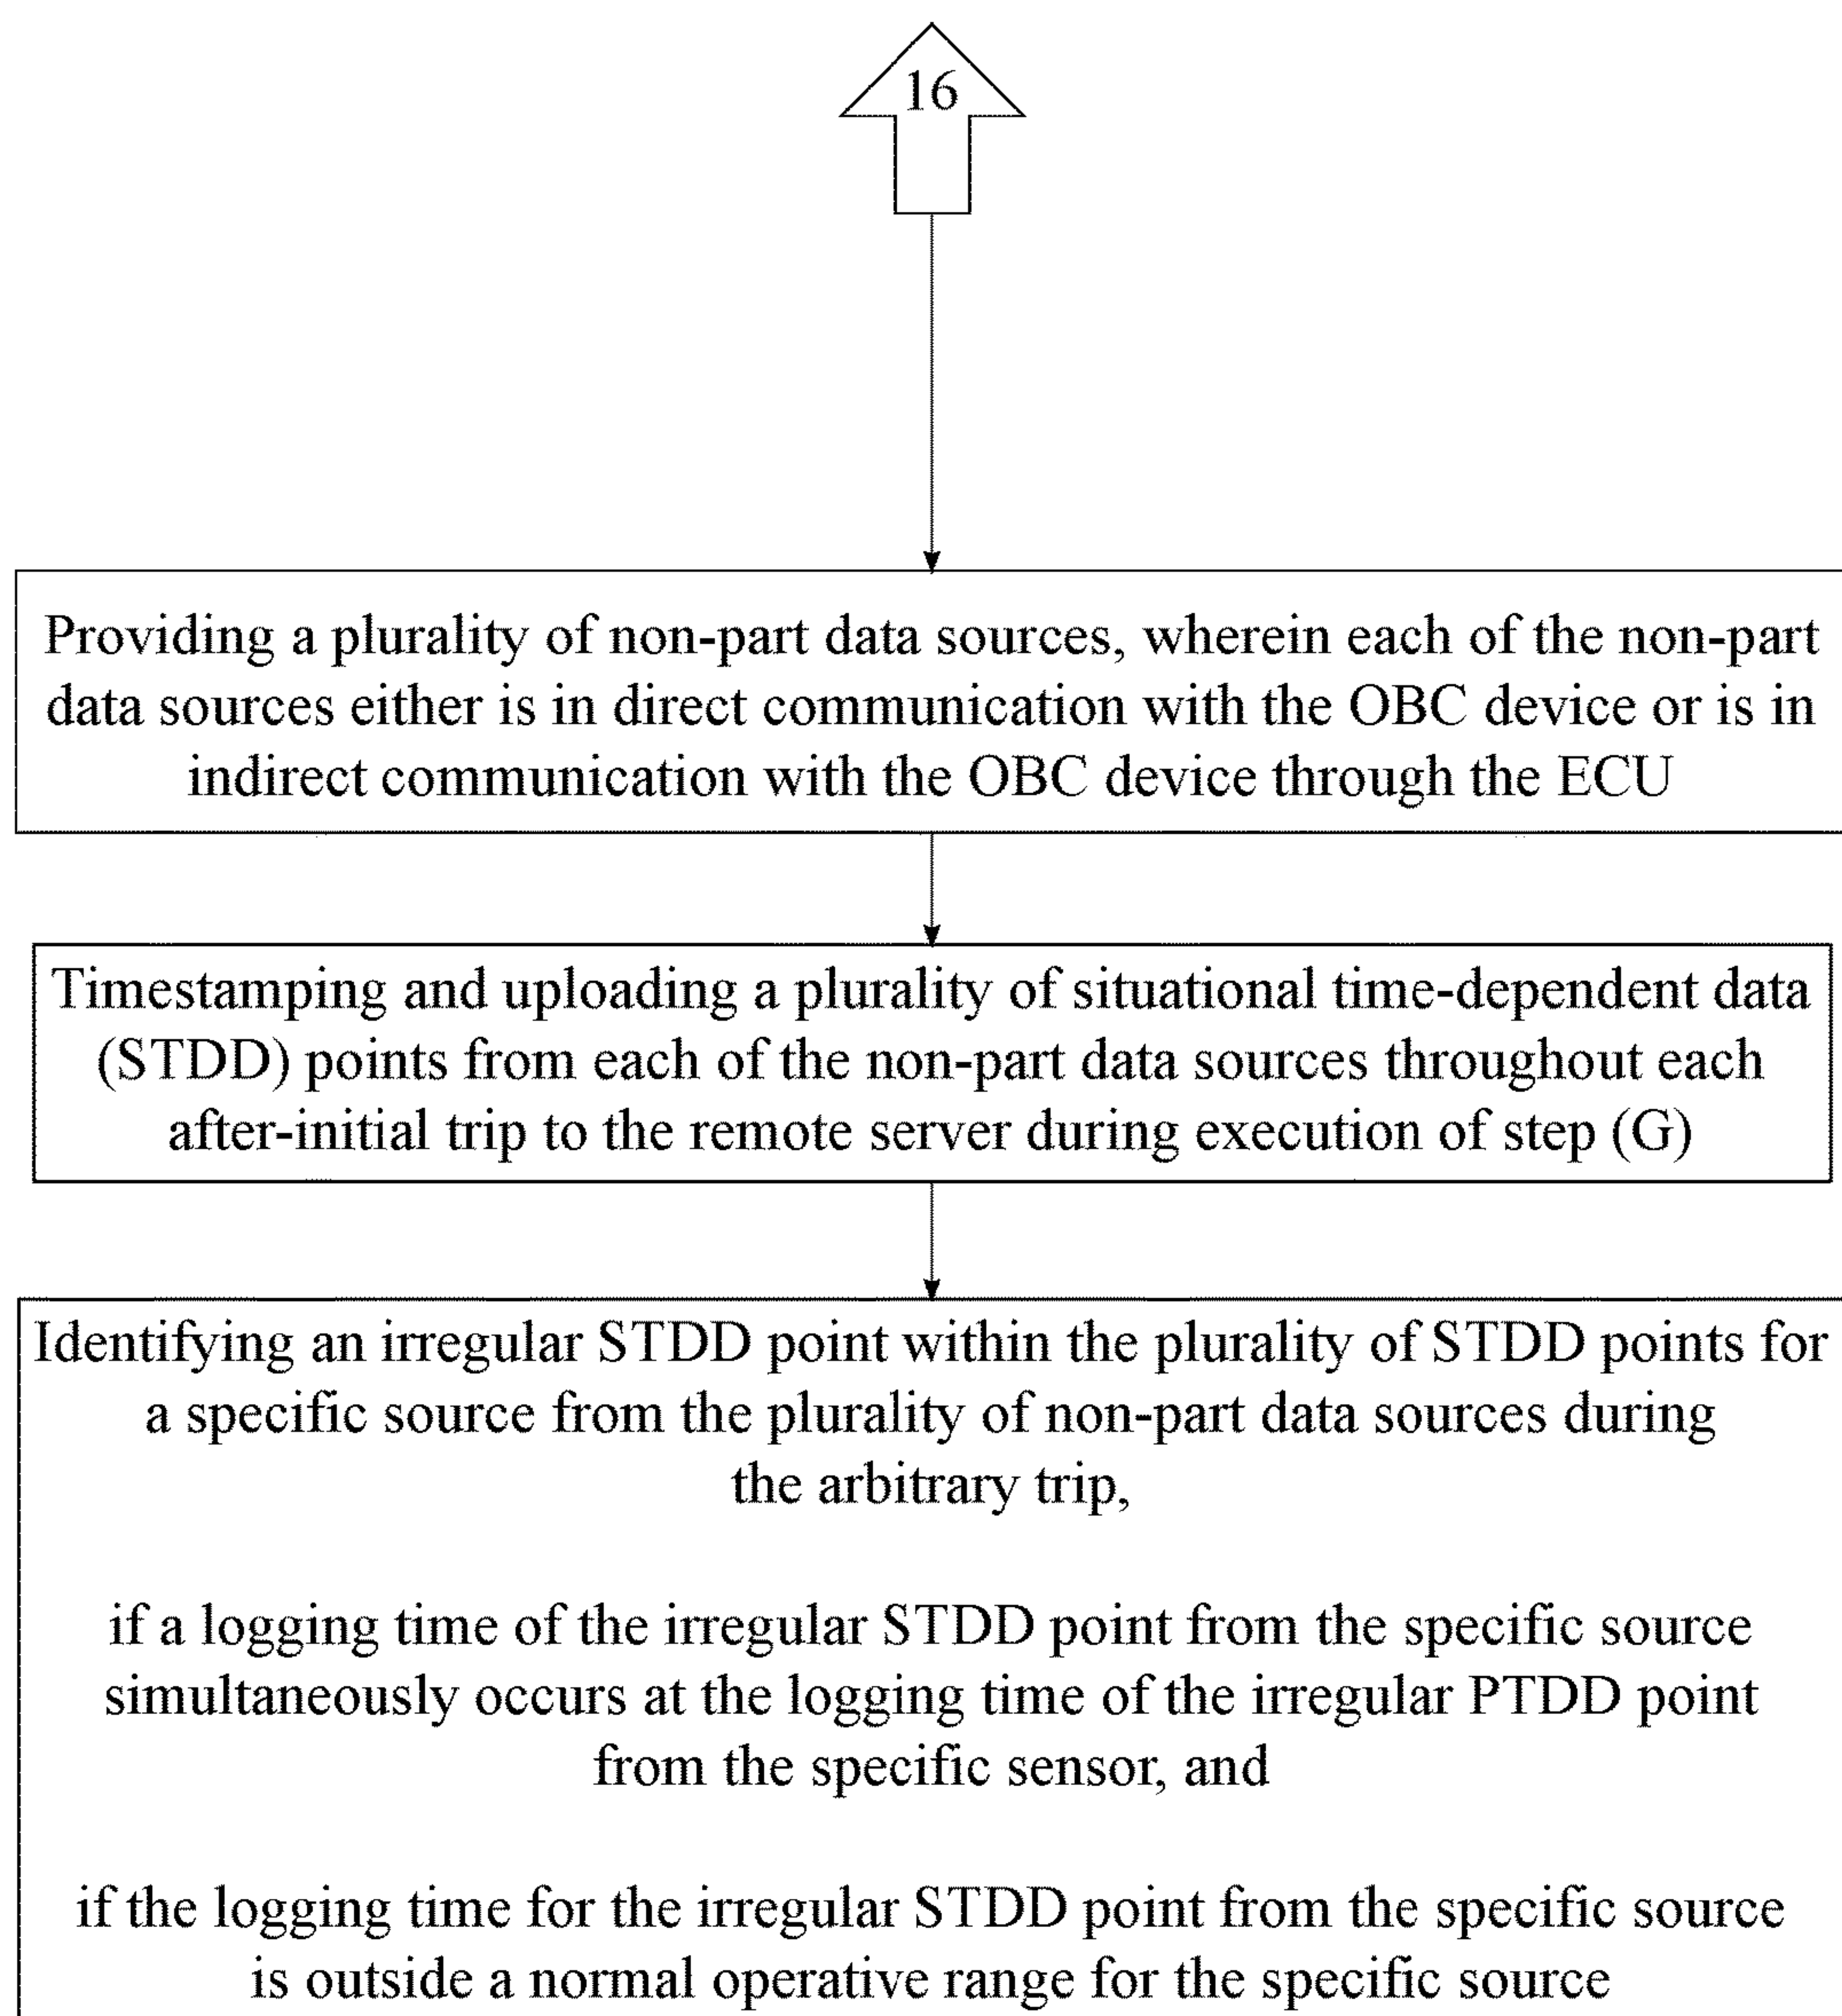 16
Providing a plurality of non-part data sources, wherein each of the non-part
data sources either is in direct communication with the OBC device or is in
indirect communication with the OBC device through the ECU
Timestamping and uploading a plurality of situational time-dependent data
(STDD) points from each of the non-part data sources throughout each
after-initial trip to the remote server during execution of step (G)
Identifying an irregular STDD point within the plurality of STDD points for
a specific source from the plurality of non-part data sources during
the arbitrary trip,
if a logging time of the irregular STDD point from the specific source
simultaneously occurs at the logging time of the irregular PTDD point
from the specific sensor, and
if the logging time for the irregular STDD point from the specific source
is outside a normal operative range for the specific source